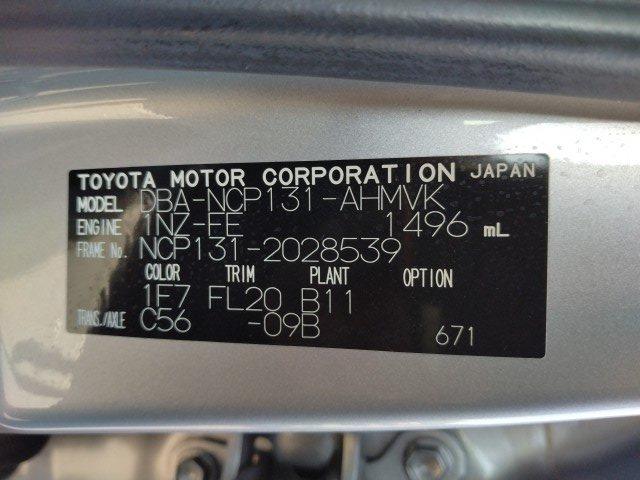 TOYOTA MOTOR CORPORATION JAPAN
MODEL DBA-NCP131-AHMVK
ENGINE 1NZ-FE 1496 mL
FRAME No. NCP131-2028539
COLOR TRIM PLANT OPTION
1F7 FL20 B11
TRANS./AXLE C56 -09B 671